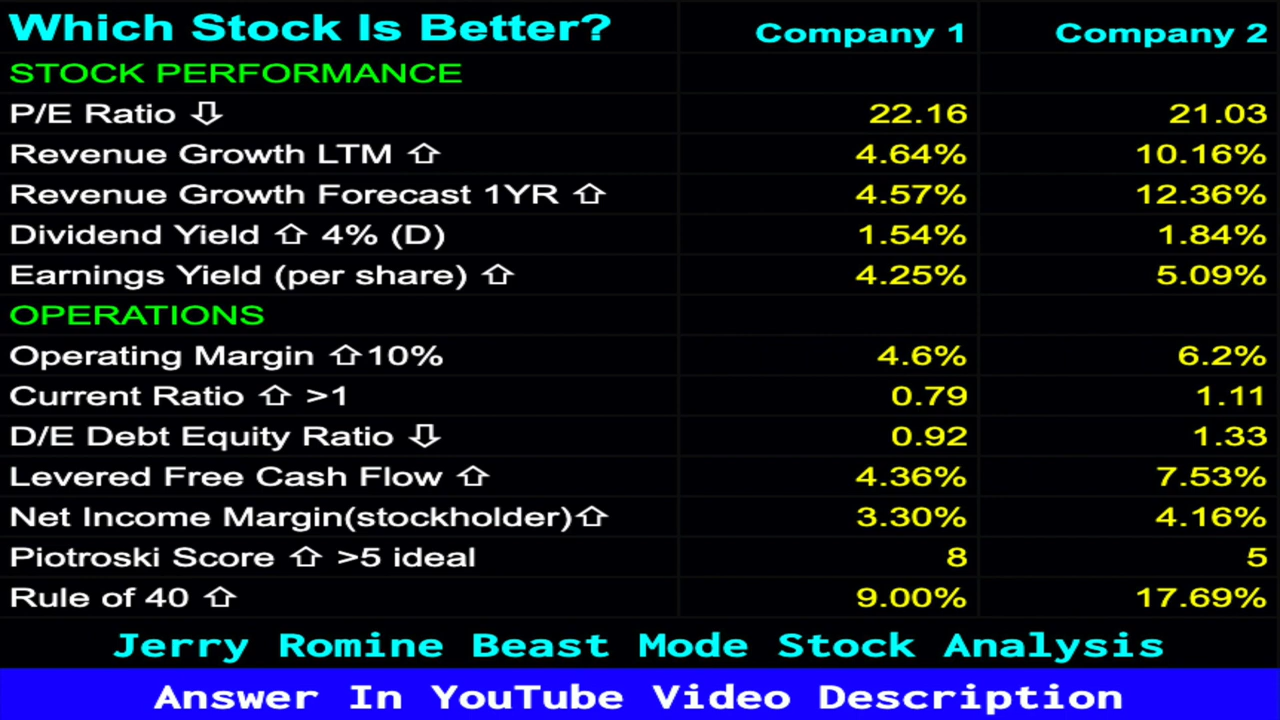 Which Stock Is Better? Company 1 Company 2
STOCK PERFORMANCE
P/E Ratio ⇩ 22.16 21.03
Revenue Growth LTM ⇧ 4.64% 10.16%
Revenue Growth Forecast 1YR ⇧ 4.57% 12.36%
Dividend Yield ⇧ 4% (D) 1.54% 1.84%
Earnings Yield (per share) ⇧ 4.25% 5.09%
OPERATIONS
Operating Margin ⇧10% 4.6% 6.2%
Current Ratio ⇧ >1 0.79 1.11
D/E Debt Equity Ratio ⇩ 0.92 1.33
Levered Free Cash Flow ⇧ 4.36% 7.53%
Net Income Margin(stockholder)⇧ 3.30% 4.16%
Piotroski Score ⇧ >5 ideal 8 5
Rule of 40 ⇧ 9.00% 17.69%
Jerry Romine Beast Mode Stock Analysis
Answer In YouTube Video Description